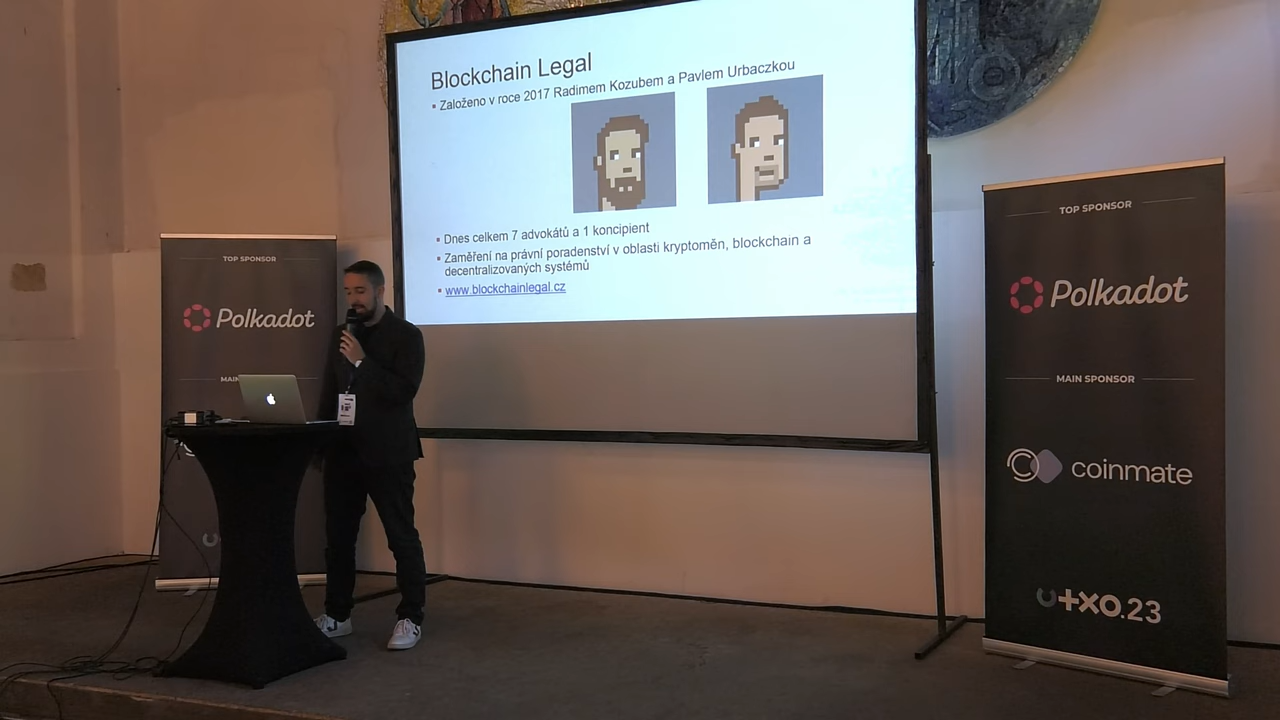 Blockchain Legal
Založeno v roce 2017 Radimem Kozubem a Pavlem Urbaczkou
Dnes celkem 7 advokátů a 1 koncipient
Zaměření na právní poradenství v oblasti kryptoměn, blockchain a
decentralizovaných systémů
www.blockchainlegal.cz
TOP SPONSOR
Polkadot
MAIN
TOP SPONSOR
Polkadot
MAIN SPONSOR
coinmate
utxo.23